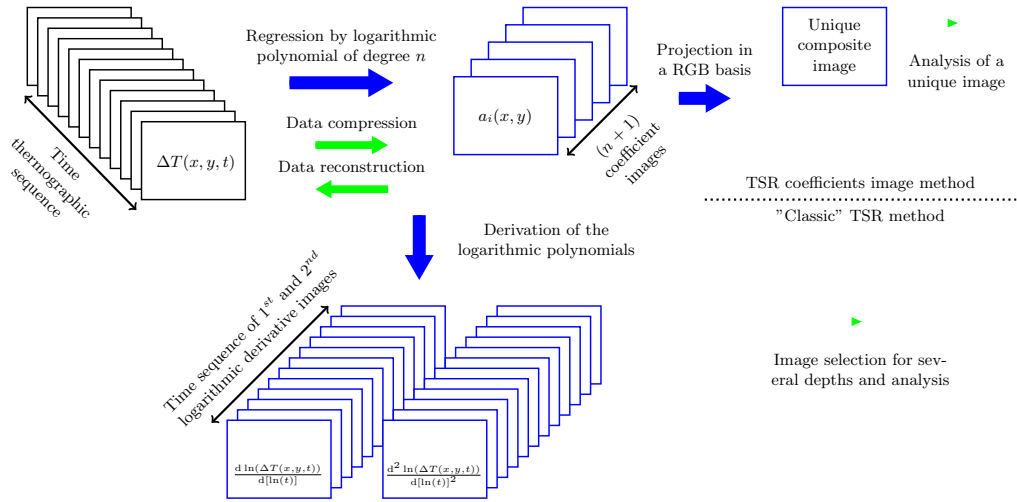 Regression by logarithmic
polynomial of degree n
Projection in
a RGB basis
Unique
composite
image
Analysis of a
unique image
ΔT(x, y, t)
Time
thermographic
sequence
Data compression
Data reconstruction
a_i(x, y)
(n + 1)
coefficient
images
TSR coefficients image method
"Classic" TSR method
Derivation of the
logarithmic polynomials
Time sequence of 1^{st} and 2^{nd}
logarithmic derivative images
d ln(ΔT(x,y,t))
d[ln(t)]
d² ln(ΔT(x,y,t))
d[ln(t)]²
Image selection for sev-
eral depths and analysis